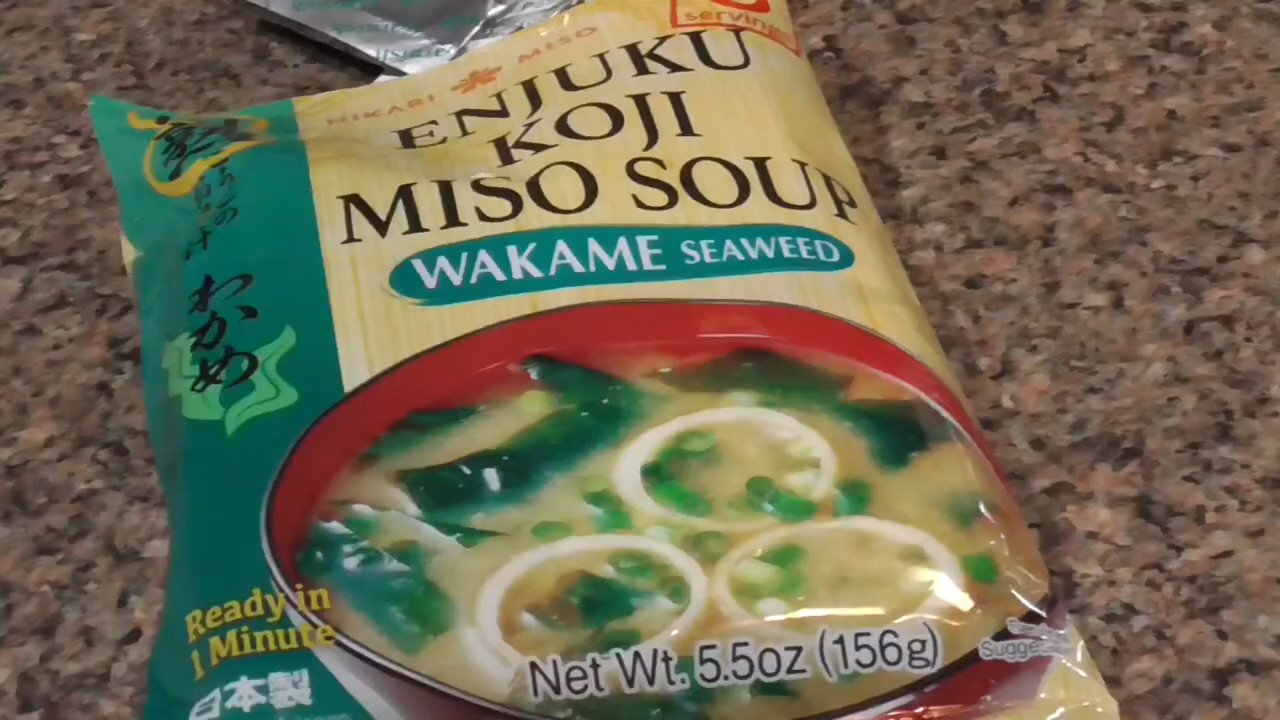 servings
HIKARI MISO
ENJUKU
KOJI
MISO SOUP
WAKAME SEAWEED
わかめ
Ready in
1 Minute
日本製
Net Wt. 5.5oz (156g)